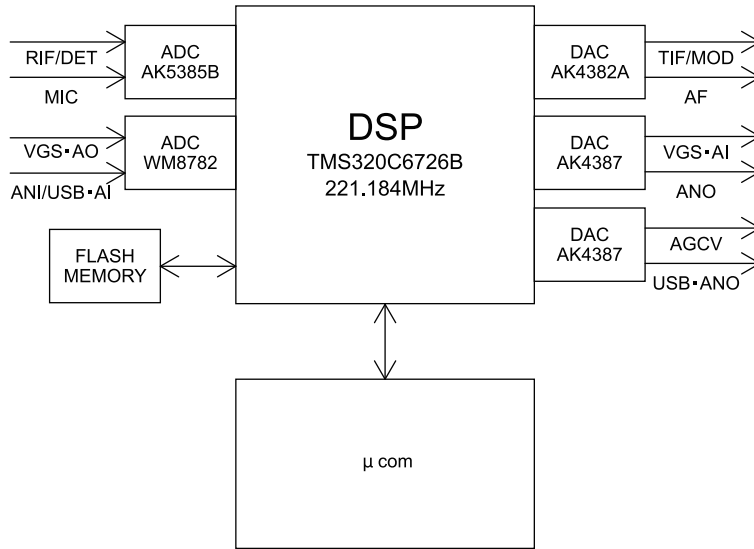 RIF/DET
MIC
ADC
AK5385B
VGS・AO
ANI/USB・AI
ADC
WM8782
FLASH
MEMORY
DSP
TMS320C6726B
221.184MHz
DAC
AK4382A
TIF/MOD
AF
DAC
AK4387
VGS・AI
ANO
DAC
AK4387
AGCV
USB・ANO
μ com